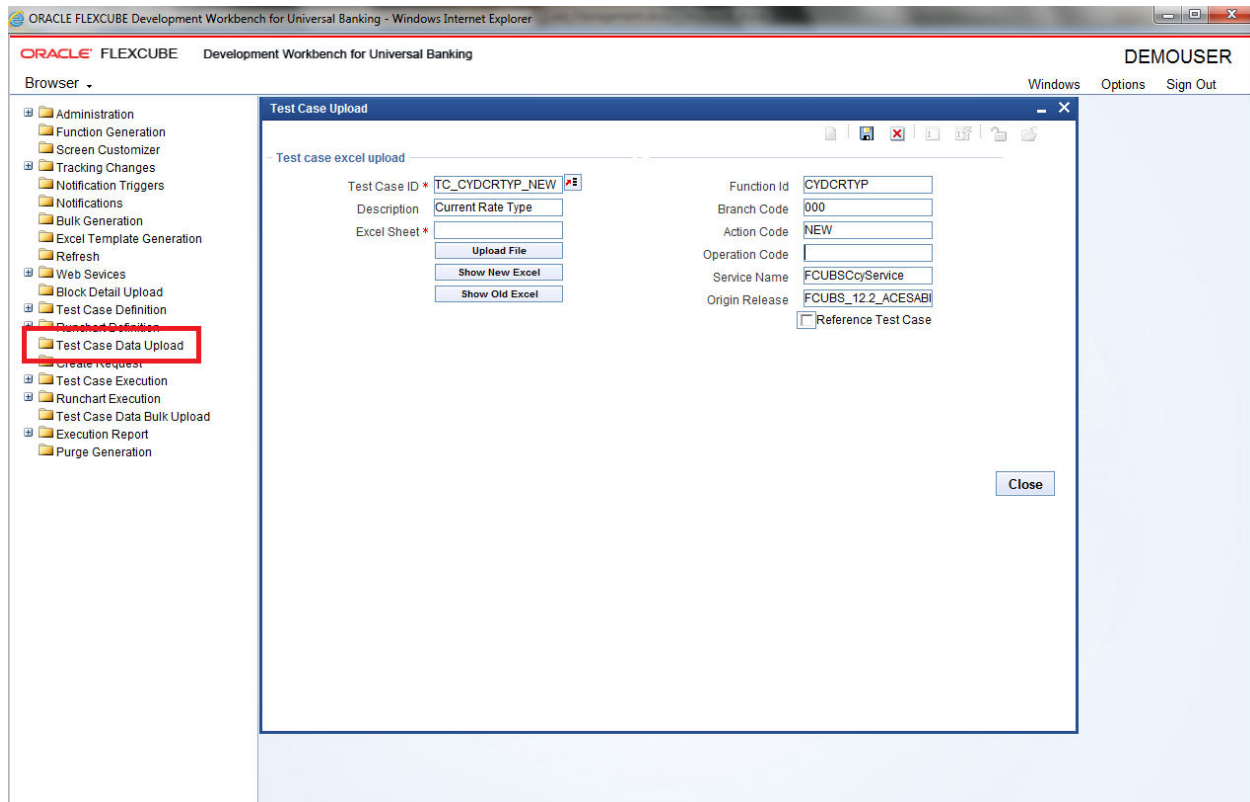 ORACLE FLEXCUBE Development Workbench for Universal Banking - Windows Internet Explorer
ORACLE FLEXCUBE Development Workbench for Universal Banking
DEMOUSER
Browser
Windows Options Sign Out
Administration
Function Generation
Screen Customizer
Tracking Changes
Notification Triggers
Notifications
Bulk Generation
Excel Template Generation
Refresh
Web Sevices
Block Detail Upload
Test Case Definition
Runchart Definition
Test Case Data Upload
Create Request
Test Case Execution
Runchart Execution
Test Case Data Bulk Upload
Execution Report
Purge Generation
Test Case Upload
Test case excel upload
Test Case ID * TC_CYDCRTYP_NEW
Description Current Rate Type
Excel Sheet *
Upload File
Show New Excel
Show Old Excel
Function Id CYDCRTYP
Branch Code 000
Action Code NEW
Operation Code
Service Name FCUBSCcyService
Origin Release FCUBS_12.2_ACESABI
Reference Test Case
Close